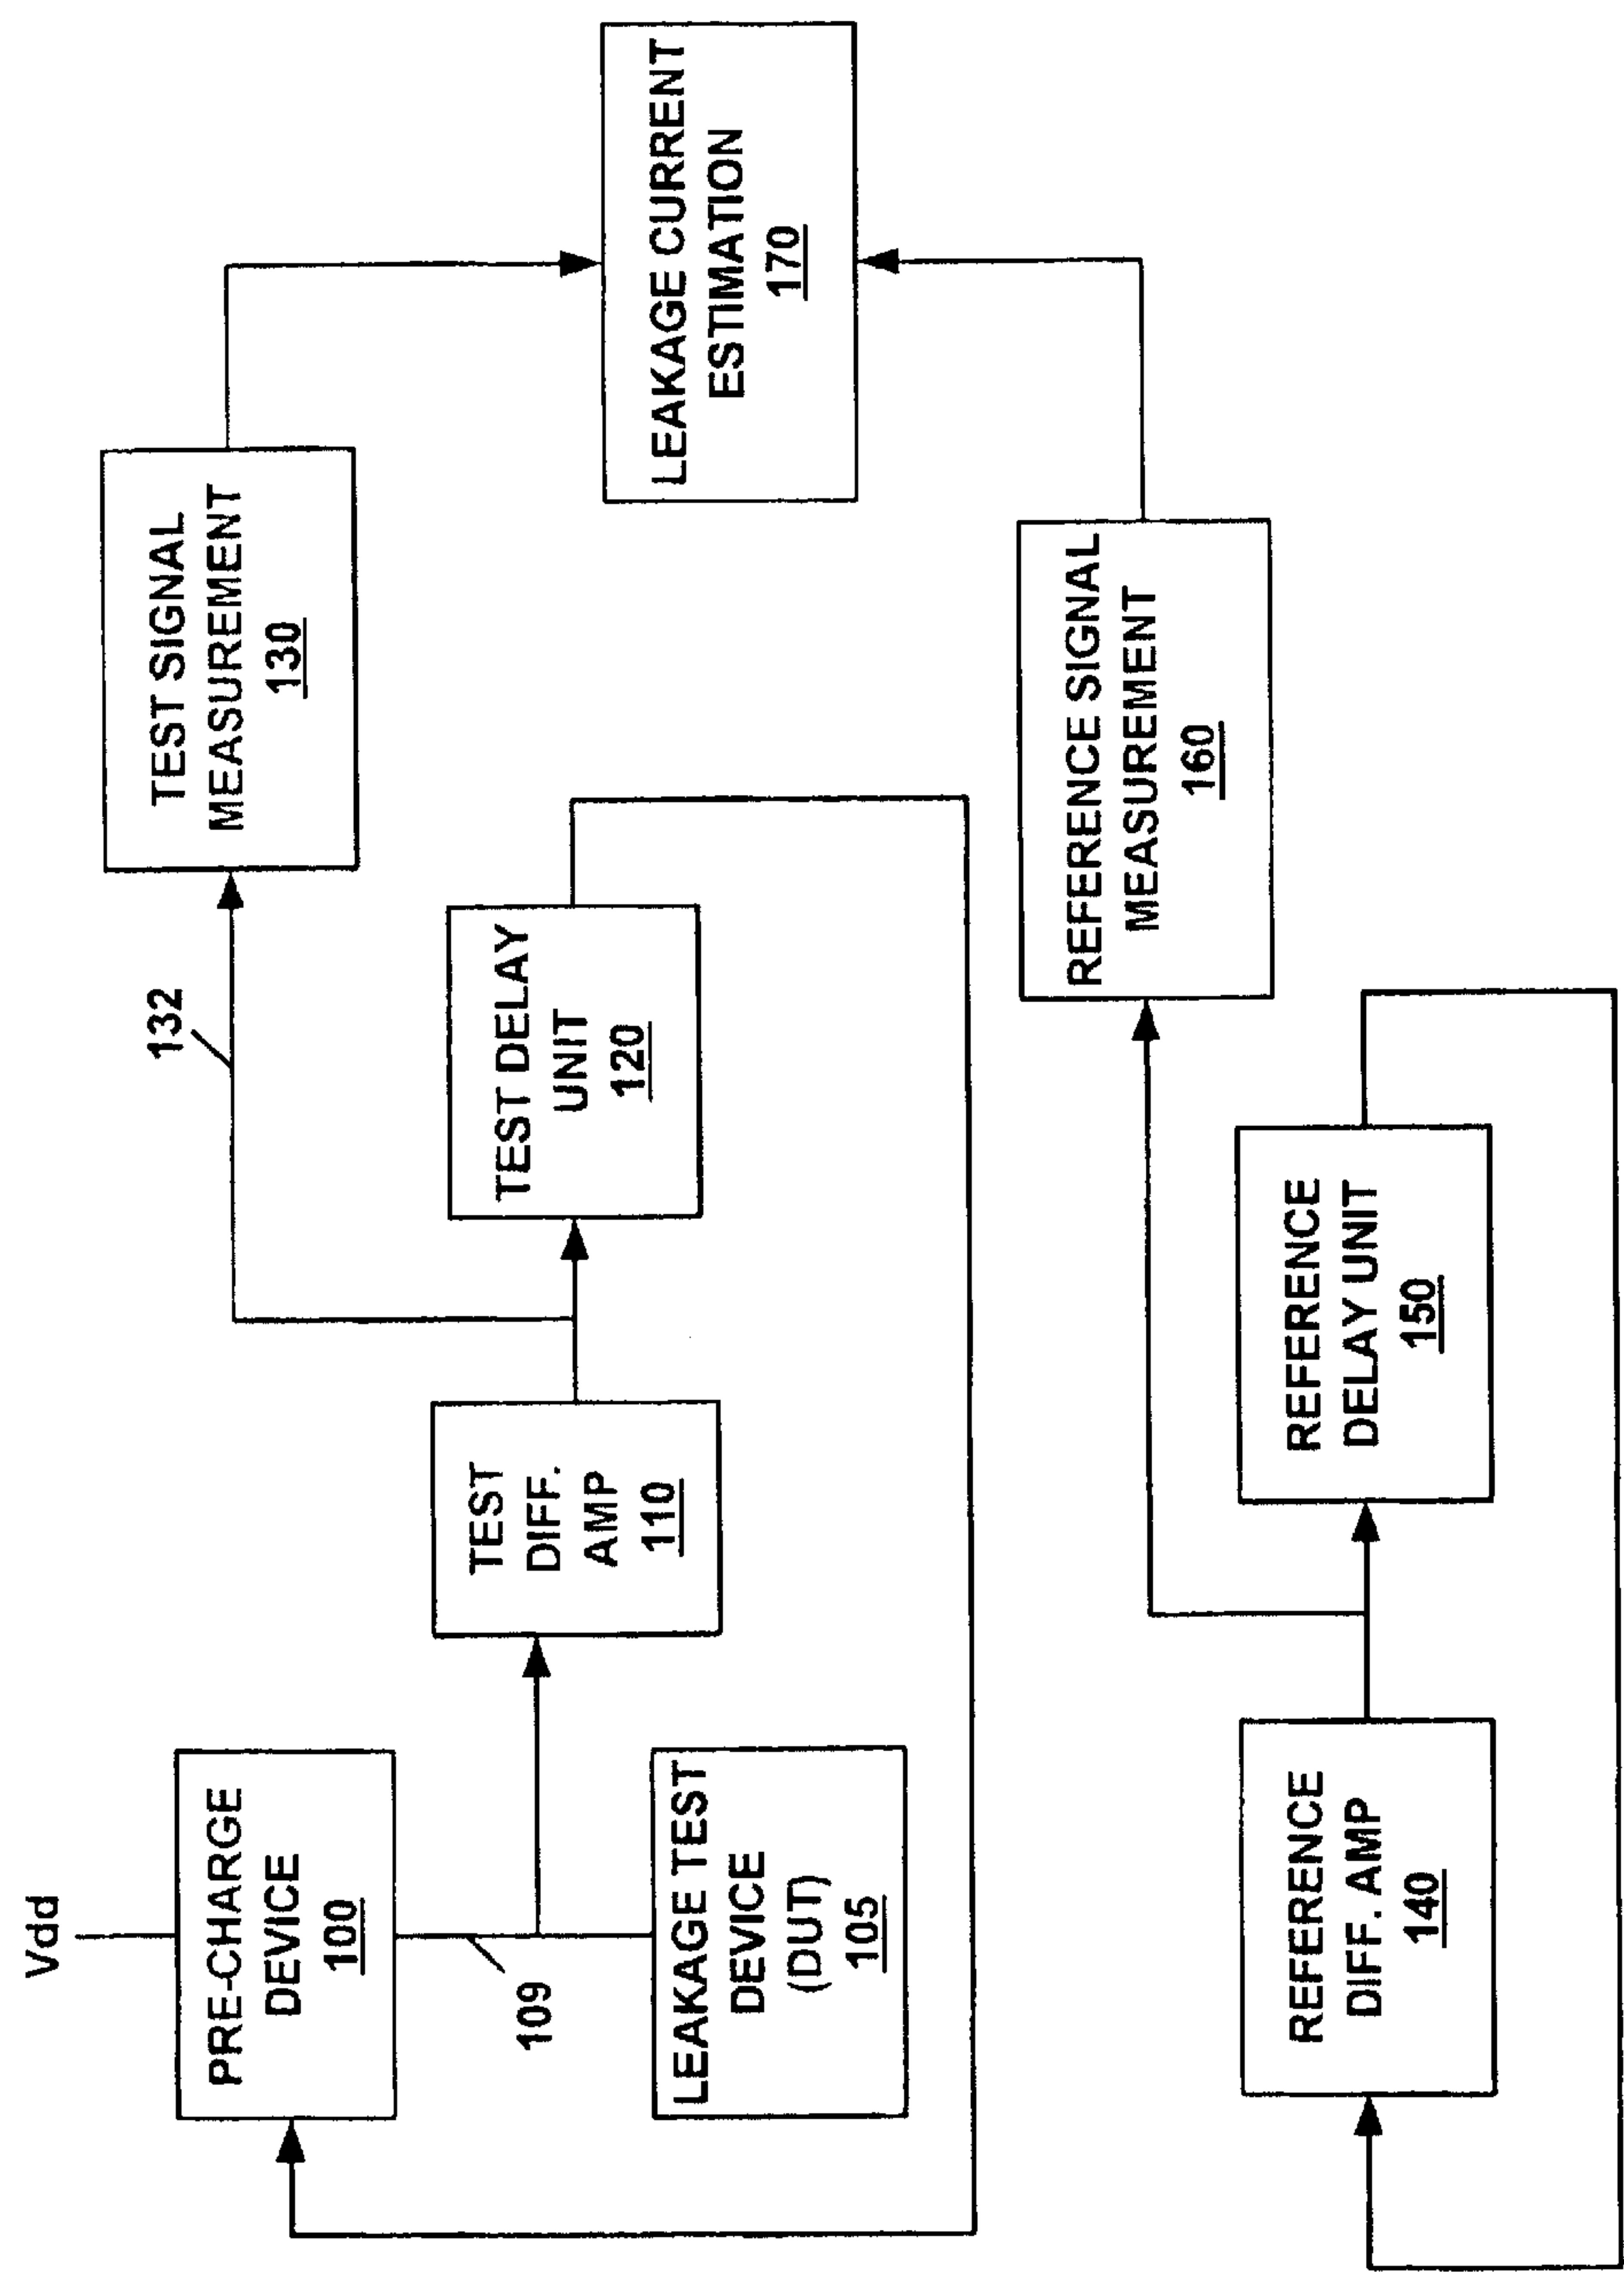 Vdd
PRE-CHARGE
DEVICE
100
109
LEAKAGE TEST
DEVICE
(DUT)
105
TEST
DIFF.
AMP
110
132
TEST DELAY
UNIT
120
TEST SIGNAL
MEASUREMENT
130
LEAKAGE CURRENT
ESTIMATION
170
REFERENCE
DIFF. AMP
140
REFERENCE
DELAY UNIT
150
REFERENCE SIGNAL
MEASUREMENT
160